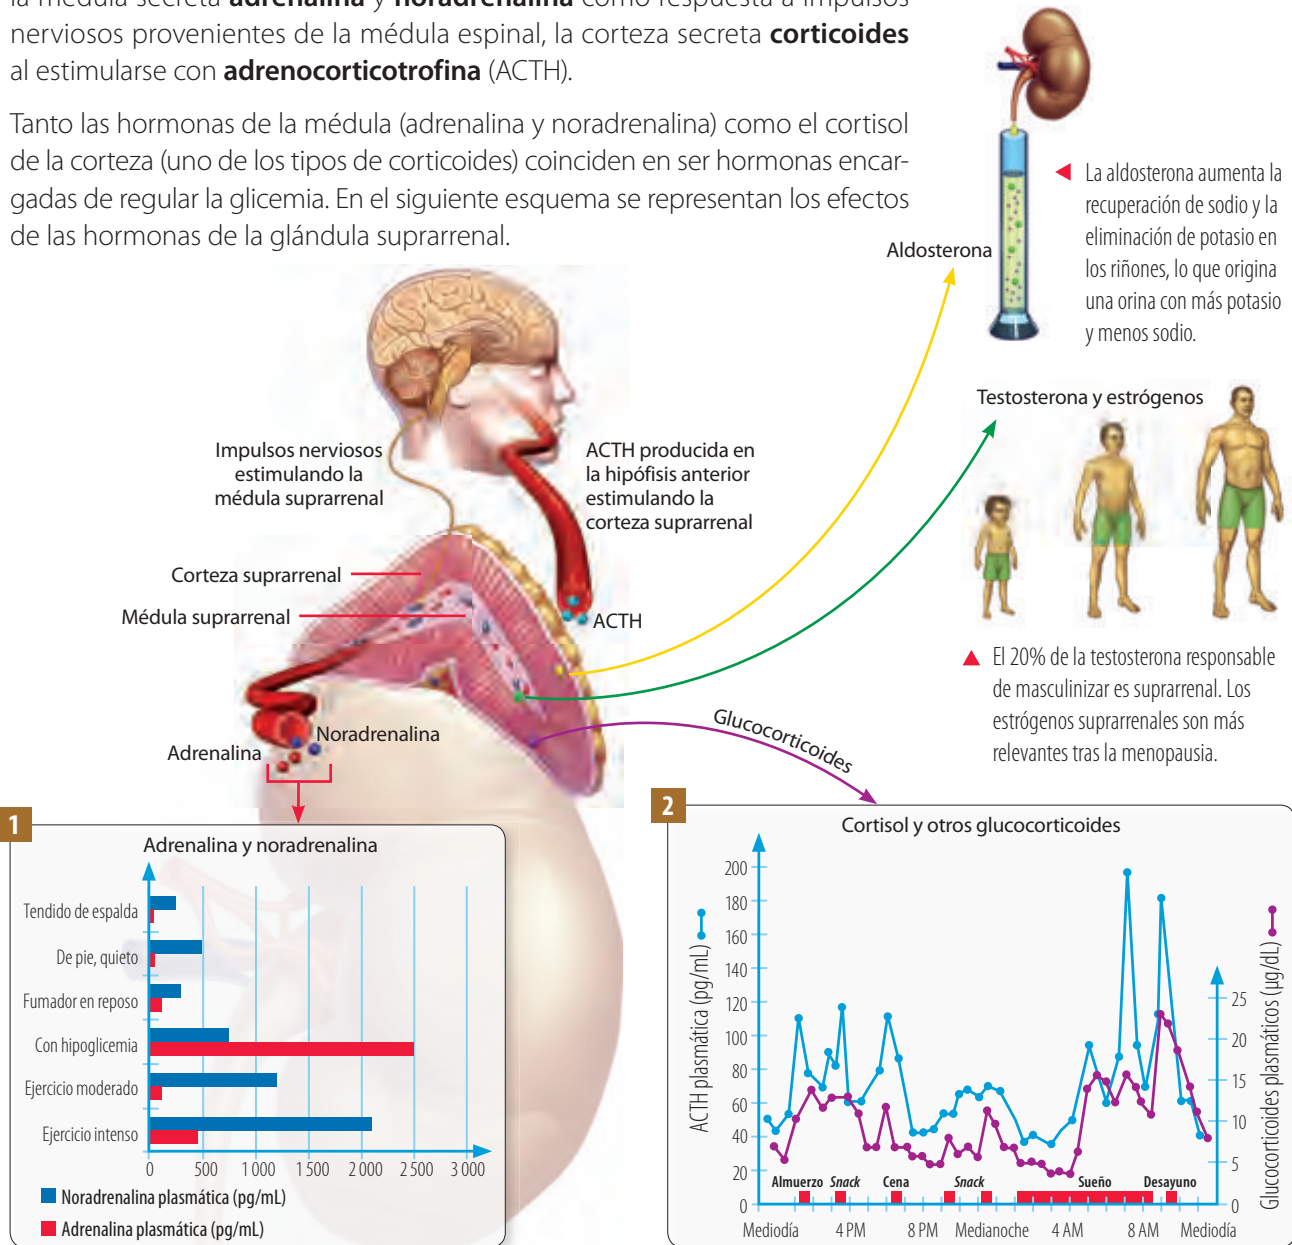 la médula secreta adrenalina y noradrenalina como respuesta a impulsos
nerviosos provenientes de la médula espinal, la corteza secreta corticoides
al estimularse con adrenocorticotrofina (ACTH).
Tanto las hormonas de la médula (adrenalina y noradrenalina) como el cortisol
de la corteza (uno de los tipos de corticoides) coinciden en ser hormonas encar-
gadas de regular la glicemia. En el siguiente esquema se representan los efectos
de las hormonas de la glándula suprarrenal.
Aldosterona
La aldosterona aumenta la
recuperación de sodio y la
eliminación de potasio en
los riñones, lo que origina
una orina con más potasio
y menos sodio.
Testosterona y estrógenos
El 20% de la testosterona responsable
de masculinizar es suprarrenal. Los
estrógenos suprarrenales son más
relevantes tras la menopausia.
Impulsos nerviosos
estimulando la
médula suprarrenal
ACTH producida en
la hipófisis anterior
estimulando la
corteza suprarrenal
Corteza suprarrenal
Médula suprarrenal
ACTH
Noradrenalina
Adrenalina
Glucocorticoides
1
Adrenalina y noradrenalina
Tendido de espalda
De pie, quieto
Fumador en reposo
Con hipoglicemia
Ejercicio moderado
Ejercicio intenso
0 500 1 000 1 500 2 000 2 500 3 000
Noradrenalina plasmática (pg/mL)
Adrenalina plasmática (pg/mL)
2
Cortisol y otros glucocorticoides
ACTH plasmática (pg/mL)
200
180
160
140
120
100
80
60
40
20
0
Glucocorticoides plasmáticos (µg/dL)
25
20
15
10
5
0
Almuerzo Snack Cena Snack Sueño Desayuno
Mediodía 4 PM 8 PM Medianoche 4 AM 8 AM Mediodía